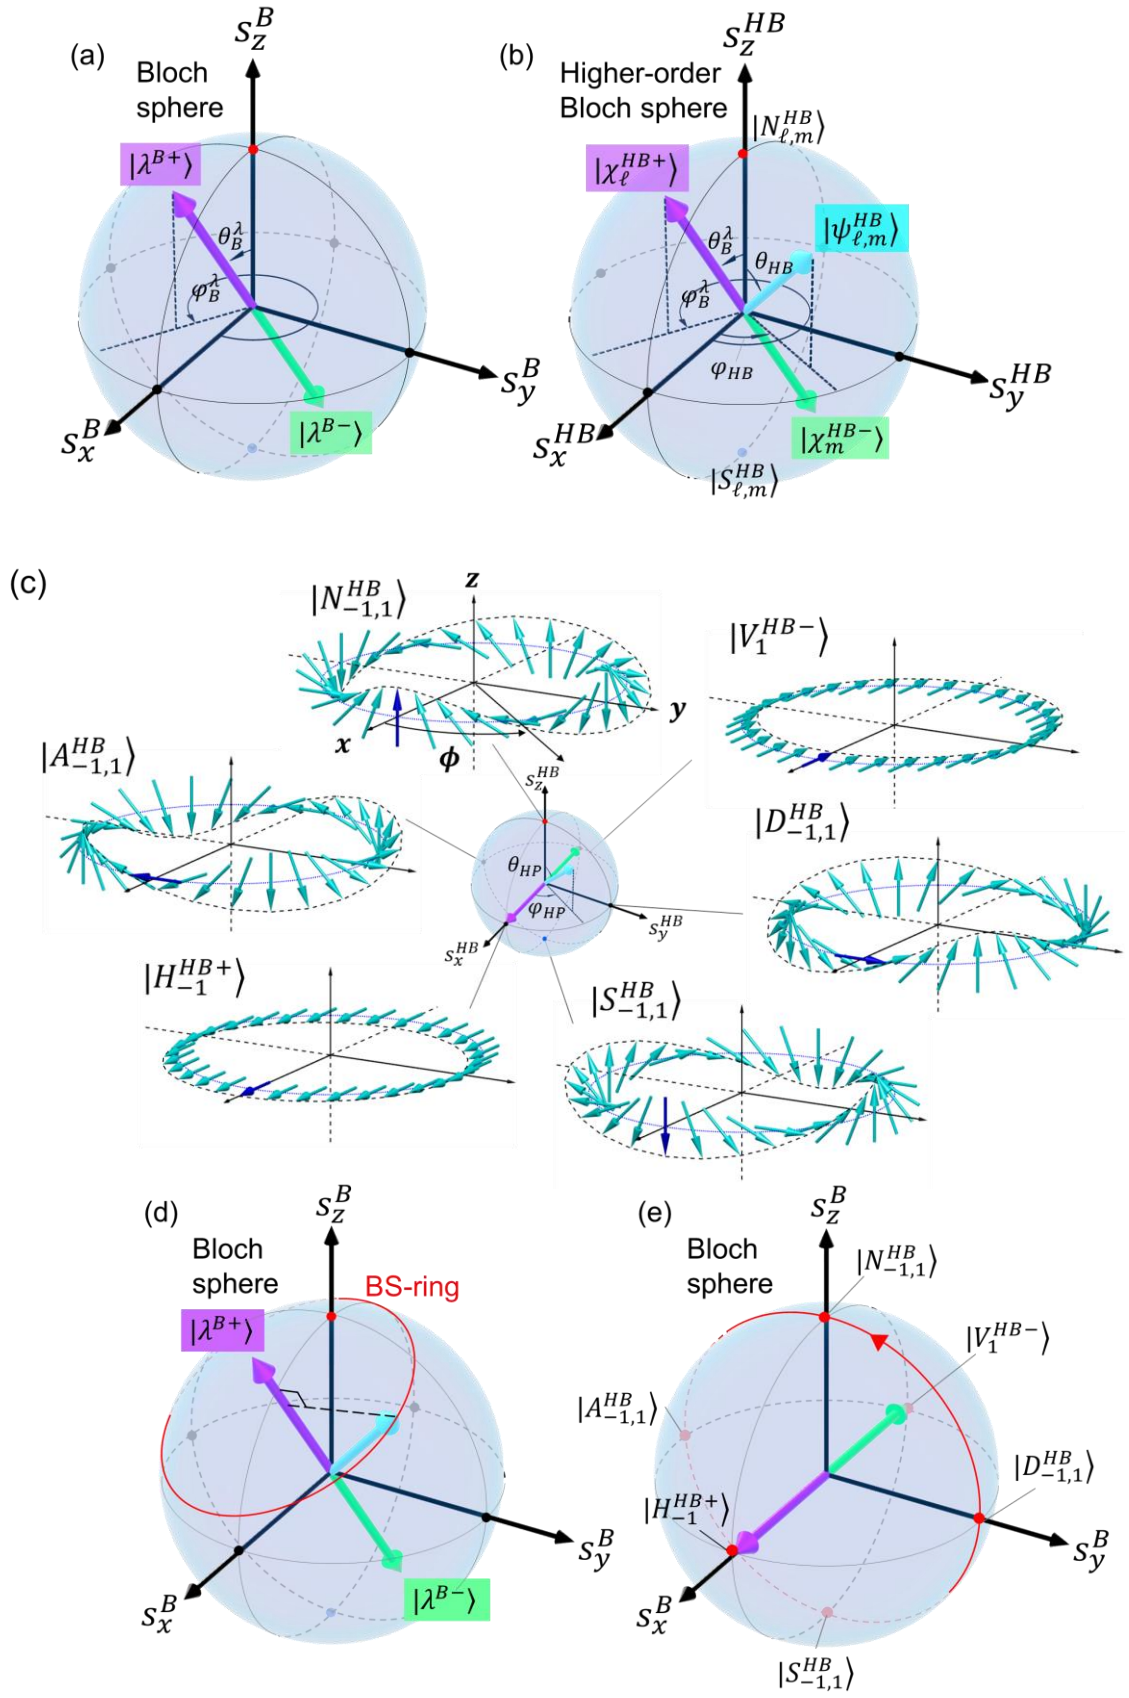 (a)
Bloch
sphere
S_z^B
|λ^{B+}⟩
θ_B^λ
φ_B^λ
S_y^B
S_x^B
|λ^{B−}⟩
(b)
Higher-order
Bloch sphere
S_z^{HB}
|N_{ℓ,m}^{HB}⟩
|χ_ℓ^{HB+}⟩
|ψ_{ℓ,m}^{HB}⟩
θ_B^λ
θ_{HB}
φ_B^λ
φ_{HB}
S_y^{HB}
S_x^{HB}
|χ_m^{HB−}⟩
|S_{ℓ,m}^{HB}⟩
(c)
|N_{−1,1}^{HB}⟩
z
y
x
ϕ
|V_1^{HB−}⟩
|A_{−1,1}^{HB}⟩
|D_{−1,1}^{HB}⟩
S_z^{HB}
θ_{HP}
φ_{HP}
S_y^{HB}
S_x^{HB}
|H_{−1}^{HB+}⟩
|S_{−1,1}^{HB}⟩
(d)
Bloch
sphere
S_z^B
BS-ring
|λ^{B+}⟩
S_y^B
S_x^B
|λ^{B−}⟩
(e)
Bloch
sphere
S_z^B
|N_{−1,1}^{HB}⟩
|V_1^{HB−}⟩
|A_{−1,1}^{HB}⟩
|D_{−1,1}^{HB}⟩
|H_{−1}^{HB+}⟩
S_y^B
S_x^B
|S_{−1,1}^{HB}⟩